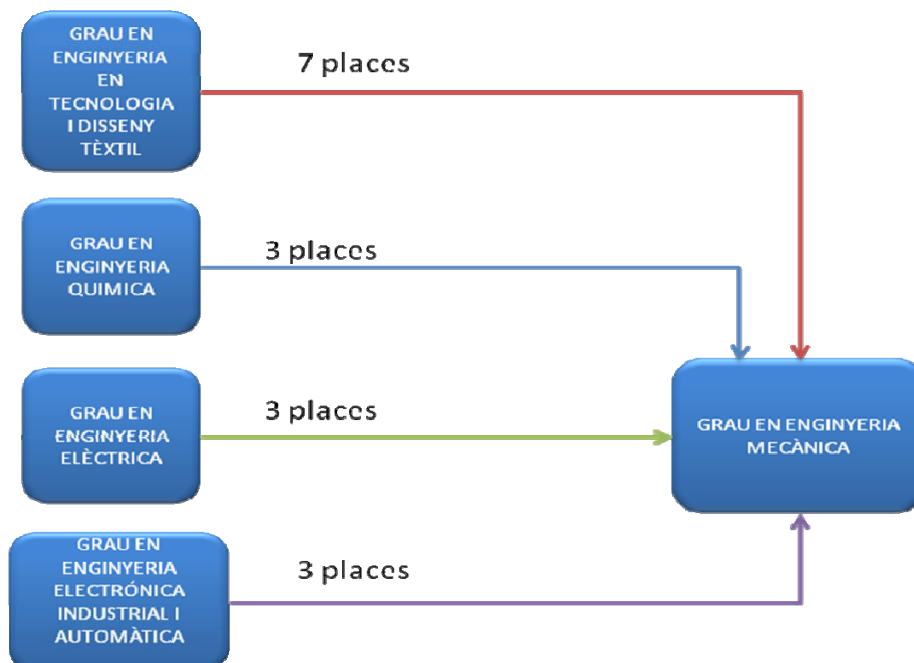 GRAU EN
ENGINYERIA
EN
TECNOLOGIA
I DISSENY
TÈXTIL
7 places
GRAU EN
ENGINYERIA
QUIMICA
3 places
GRAU EN
ENGINYERIA
ELÈCTRICA
3 places
GRAU EN ENGINYERIA
MECÀNICA
GRAU EN
ENGINYERIA
ELECTRÓNICA
INDUSTRIAL I
AUTOMÀTICA
3 places